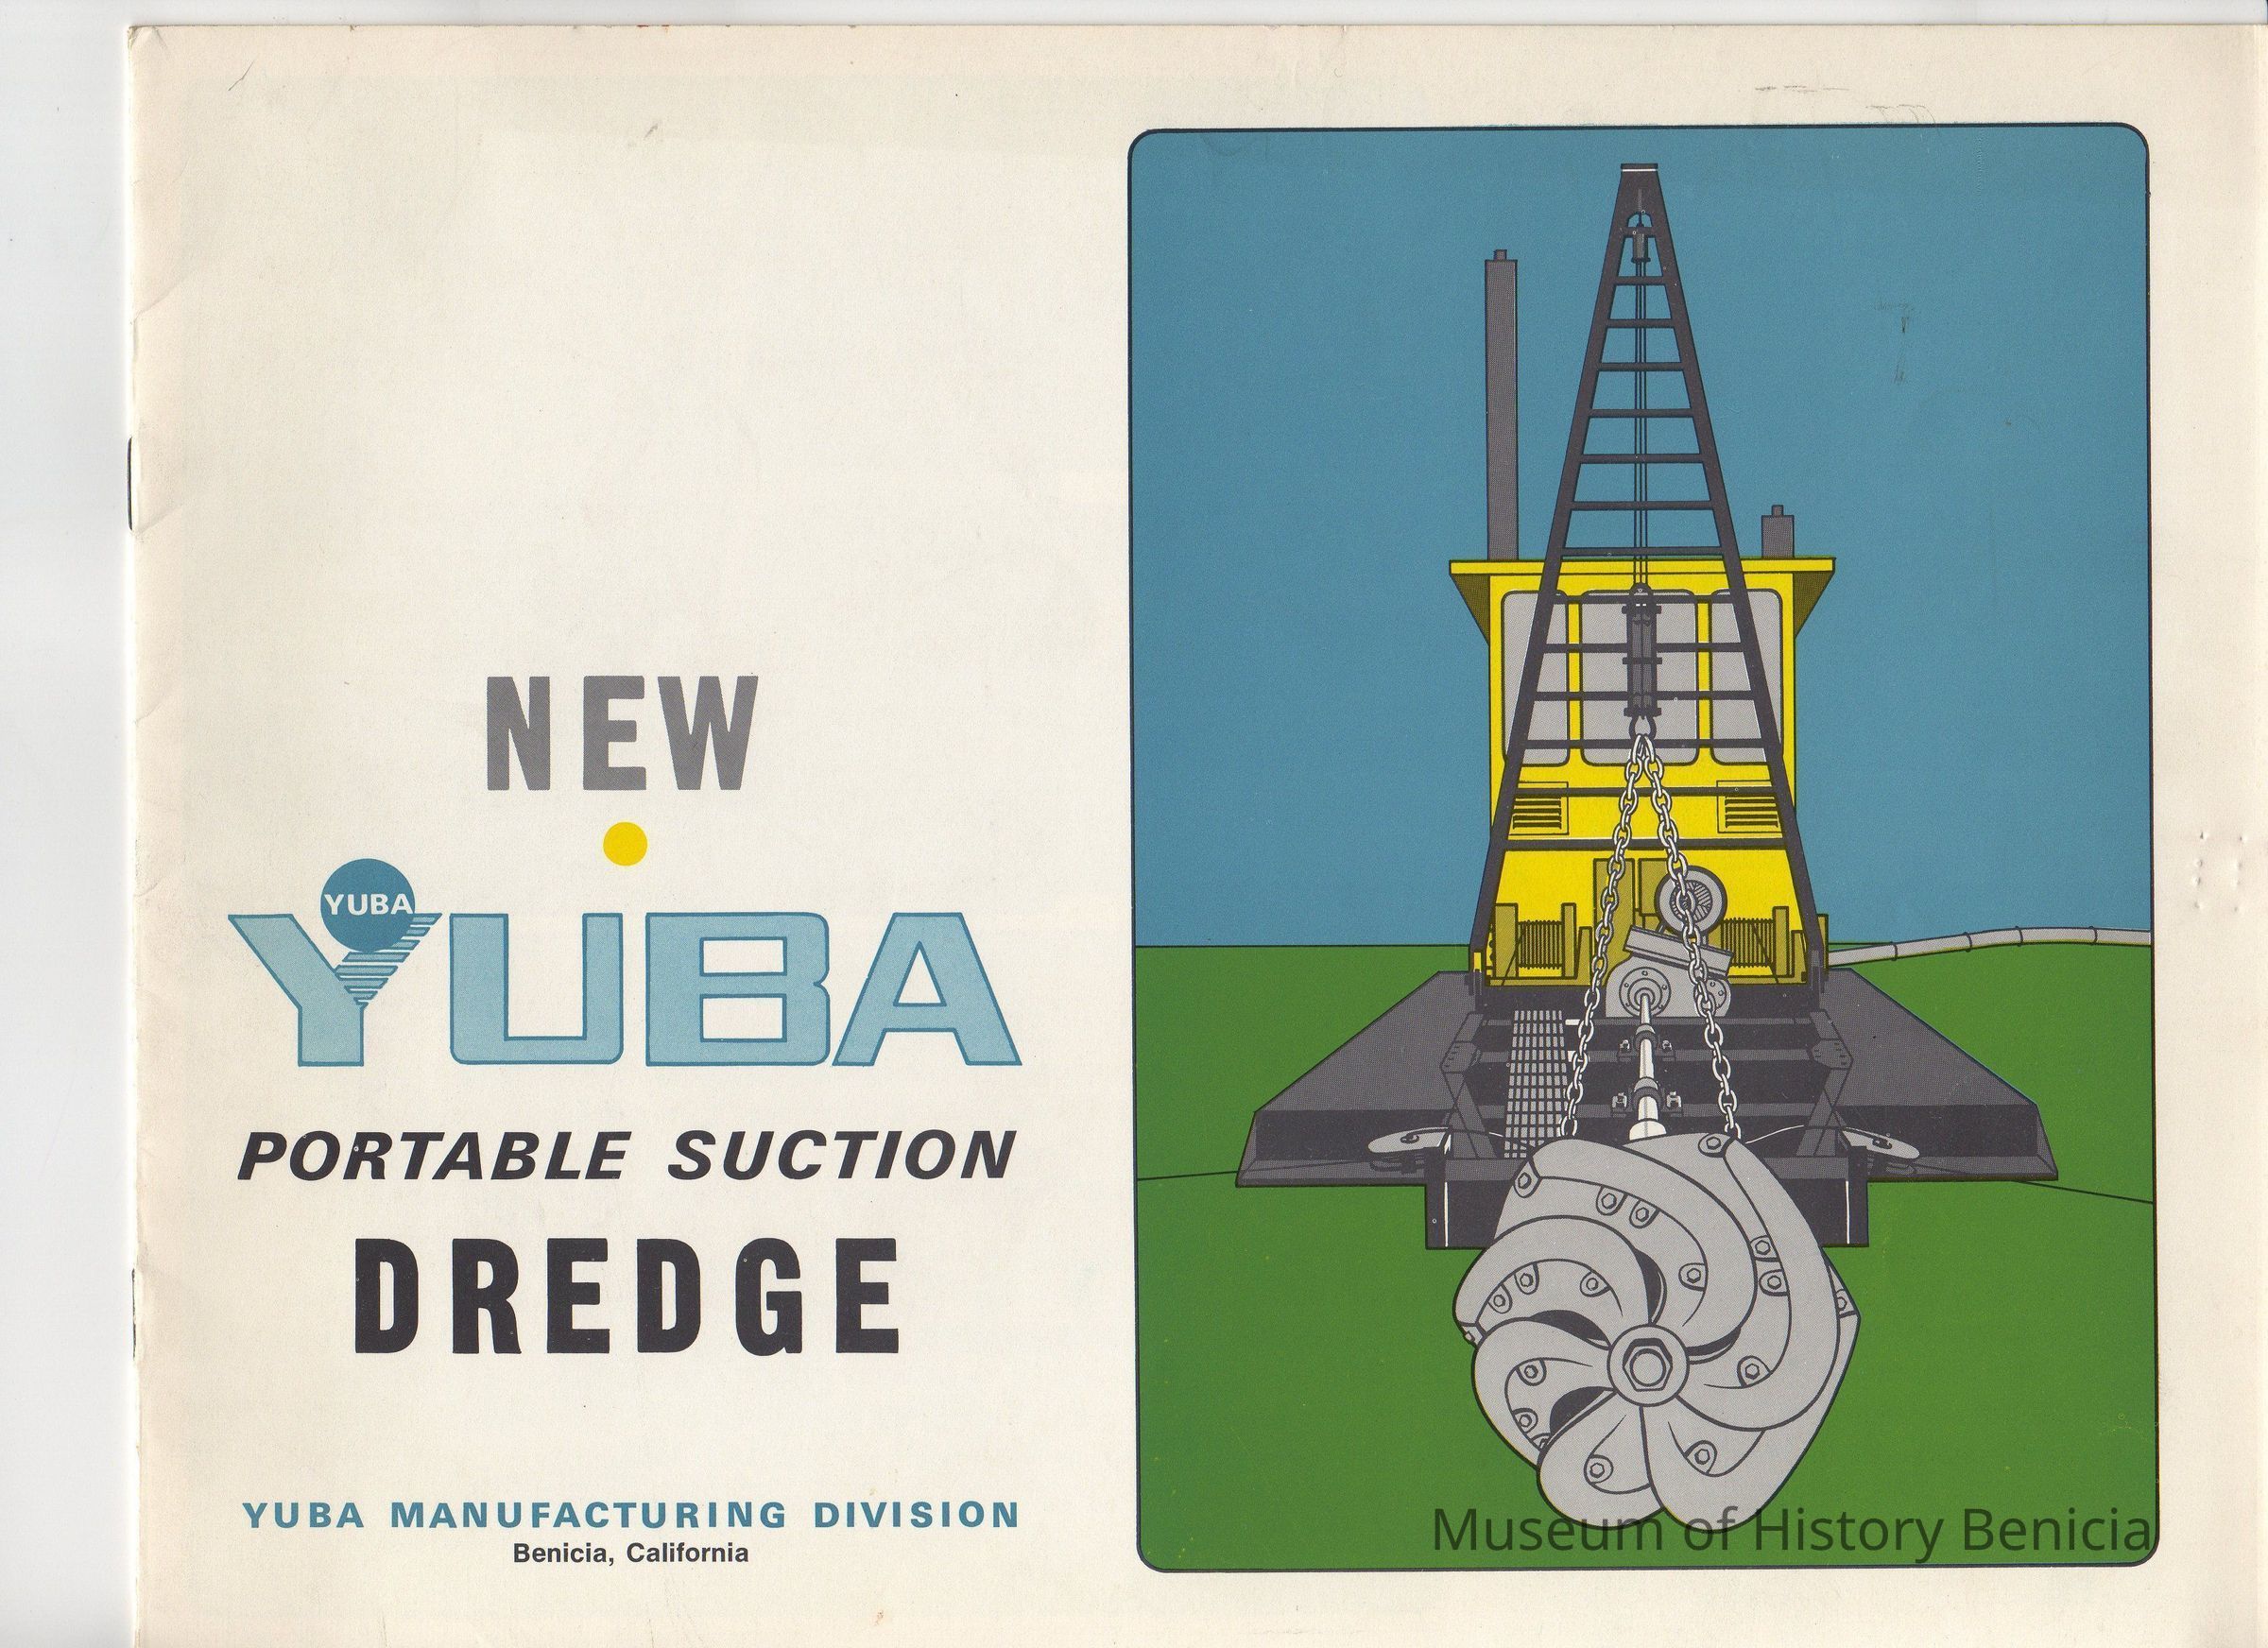 NEW
YUBA
YUBA
PORTABLE SUCTION
DREDGE
YUBA MANUFACTURING DIVISION
Benicia, California
Museum of History Benicia